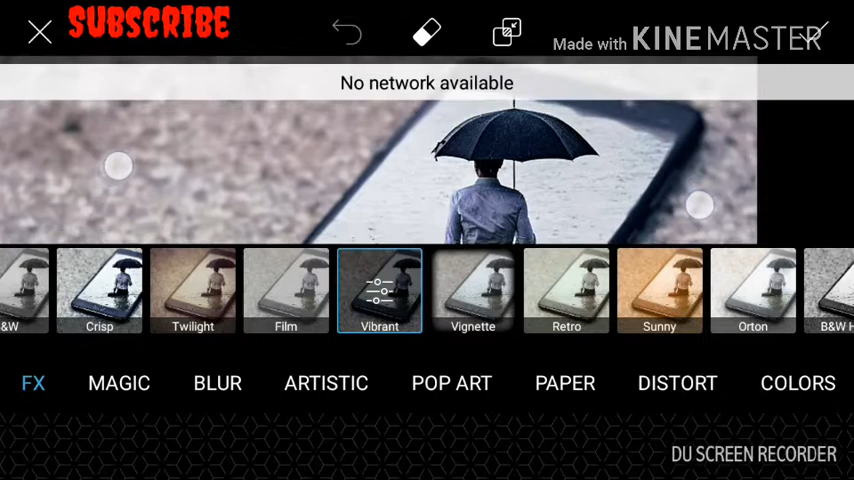 SUBSCRIBE
Made with KINEMASTER
No network available
&W Crisp Twilight Film Vibrant Vignette Retro Sunny Orton B&W H
FX MAGIC BLUR ARTISTIC POP ART PAPER DISTORT COLORS
DU SCREEN RECORDER